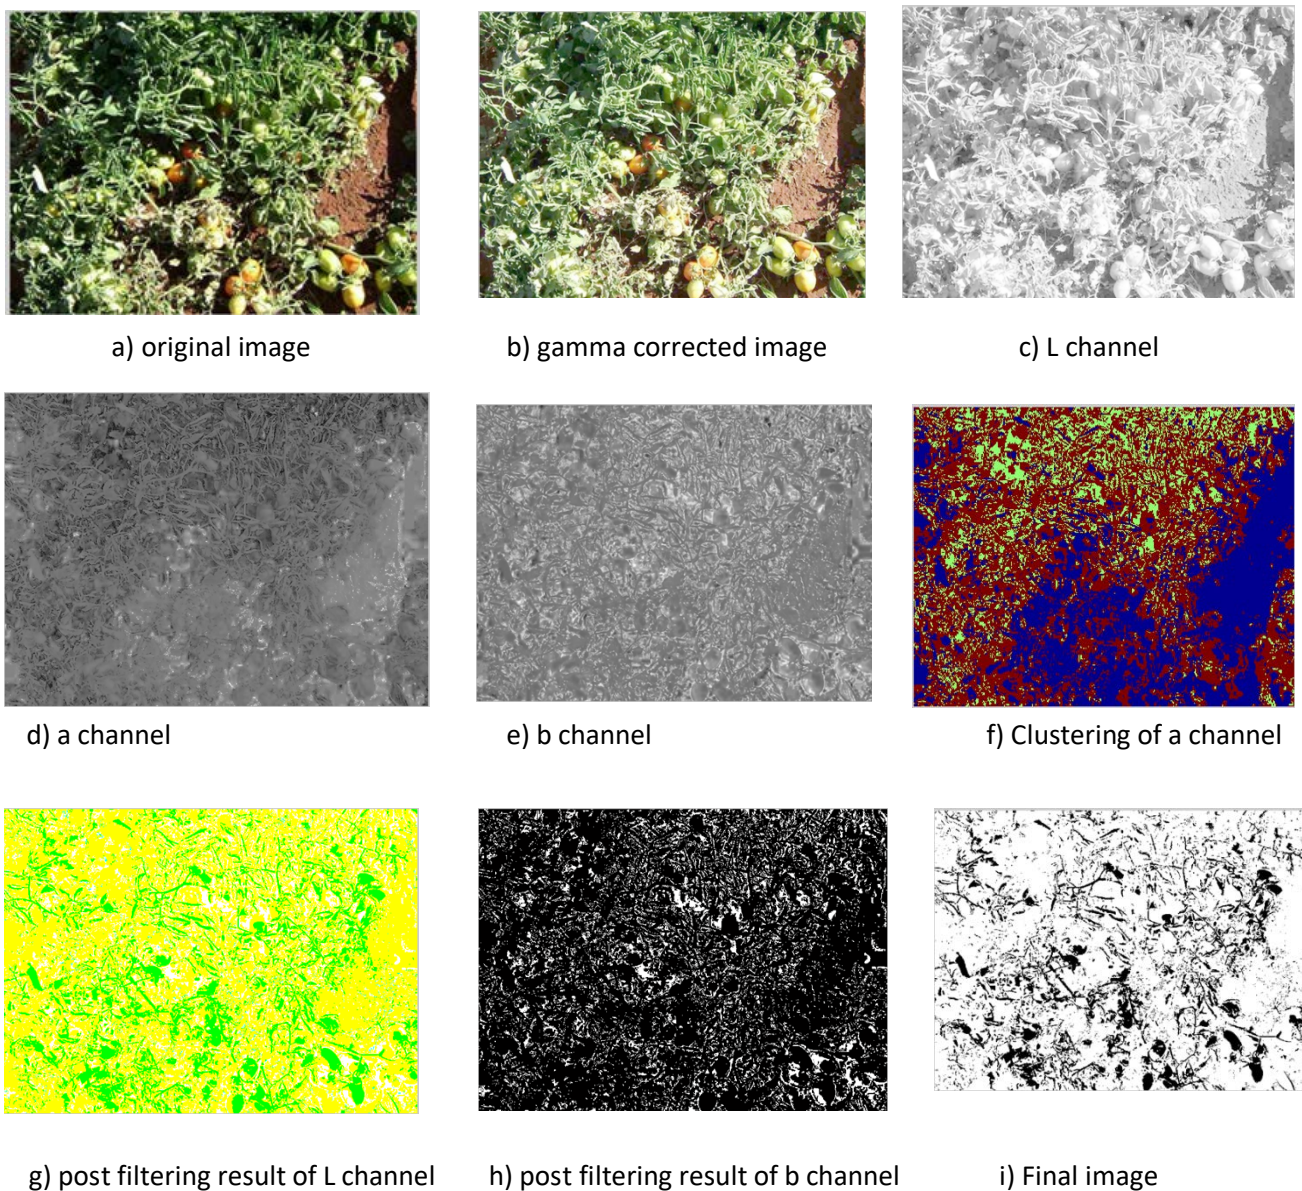 a) original image
b) gamma corrected image
c) L channel
d) a channel
e) b channel
f) Clustering of a channel
g) post filtering result of L channel
h) post filtering result of b channel
i) Final image